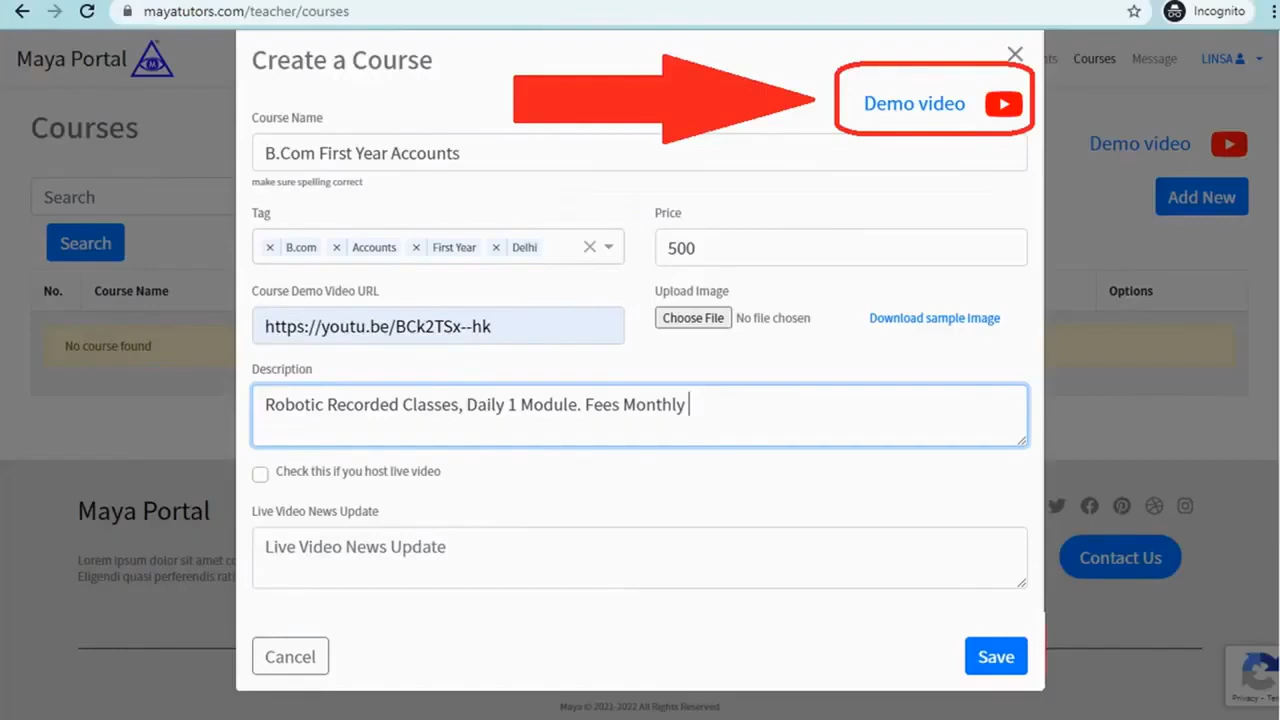 mayatutors.com/teacher/courses
Incognito
Maya Portal
Courses
Message
LINSA
Create a Course
Demo video
Courses
Course Name
Demo video
B.Com First Year Accounts
make sure spelling correct
Search
Add New
Tag
Price
Search
× B.com × Accounts × First Year × Delhi
500
No.
Course Name
Course Demo Video URL
Upload Image
Options
https://youtu.be/BCk2TSx--hk
Choose File No file chosen
Download sample Image
No course found
Description
Robotic Recorded Classes, Daily 1 Module. Fees Monthly
Check this if you host live video
Maya Portal
Live Video News Update
Live Video News Update
Lorem ipsum dolor sit amet
Eligendi quasi perferendis
Contact Us
Cancel
Save
Privacy
Maya © 2021-2022 All Rights Reserved